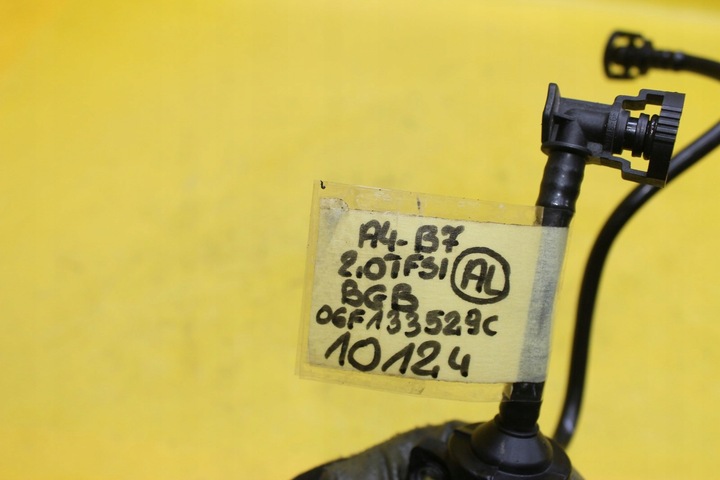 A4-B7
2.0TFSI AL
BGB
06F133529C
10124